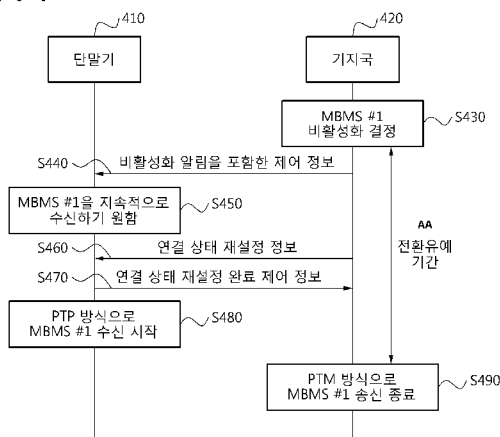 410
420
단말기
기지국
MBMS #1
비활성화 결정
S430
S440
비활성화 알림을 포함한 제어 정보
MBMS #1을 지속적으로
수신하기 원함
S450
AA
전환유예
기간
S460
연결 상태 재설정 정보
S470
연결 상태 재설정 완료 제어 정보
PTP 방식으로
MBMS #1 수신 시작
S480
PTM 방식으로
MBMS #1 송신 종료
S490